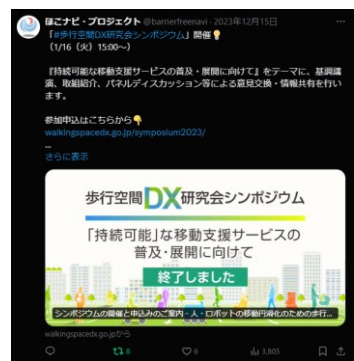 ほこナビ・プロジェクト @barrierfreenavi · 2023年12月15日
「#歩行空間DX研究会シンポジウム」開催💡
（1/16（火）15:00～）
『持続可能な移動支援サービスの普及・展開に向けて』をテーマに、基調講
演、取組紹介、パネルディスカッション等による意見交換・情報共有を行い
ます。
参加申込はこちらから👇
walkingspacedx.go.jp/symposium2023/
...
さらに表示
歩行空間DX研究会シンポジウム
「持続可能」な移動支援サービスの
普及・展開に向けて
終了しました
シンポジウムの開催と申込みのご案内 - 人・ロボットの移動円滑化のための歩行...
walkingspacedx.go.jpから
8
6
3,805